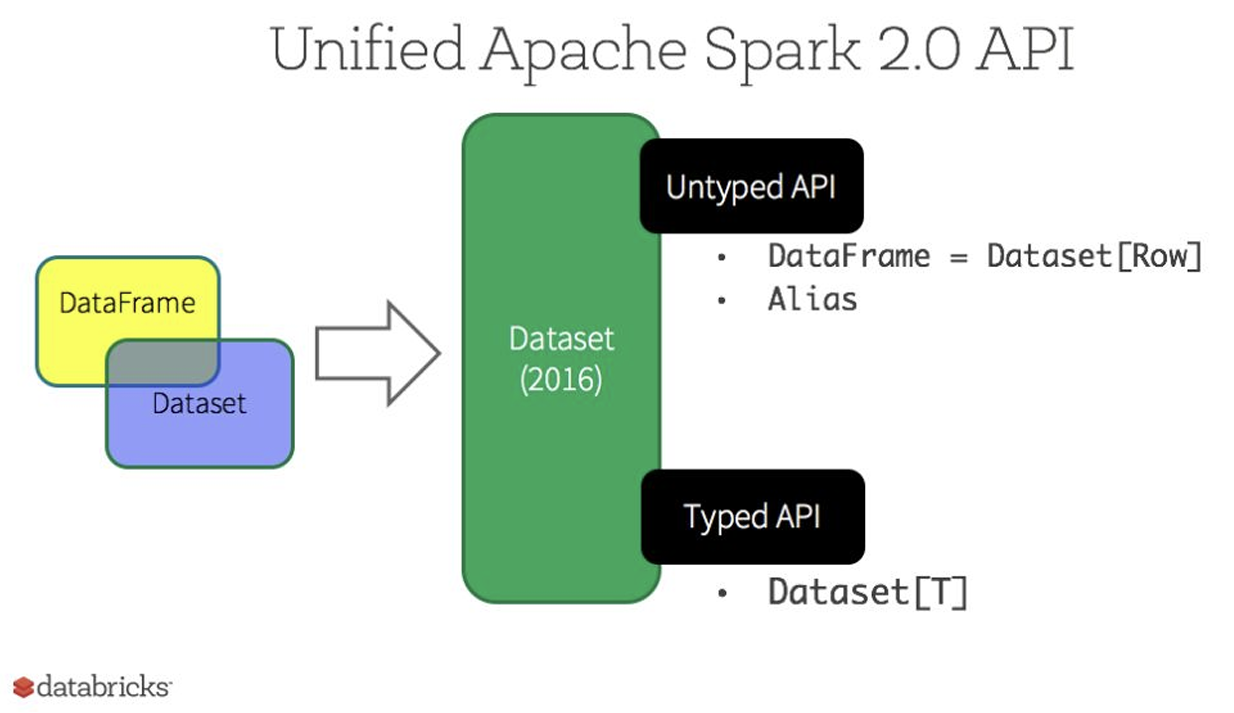 Unified Apache Spark 2.0 API
DataFrame
Dataset
Dataset
(2016)
Untyped API
• DataFrame = Dataset[Row]
• Alias
Typed API
• Dataset[T]
databricks